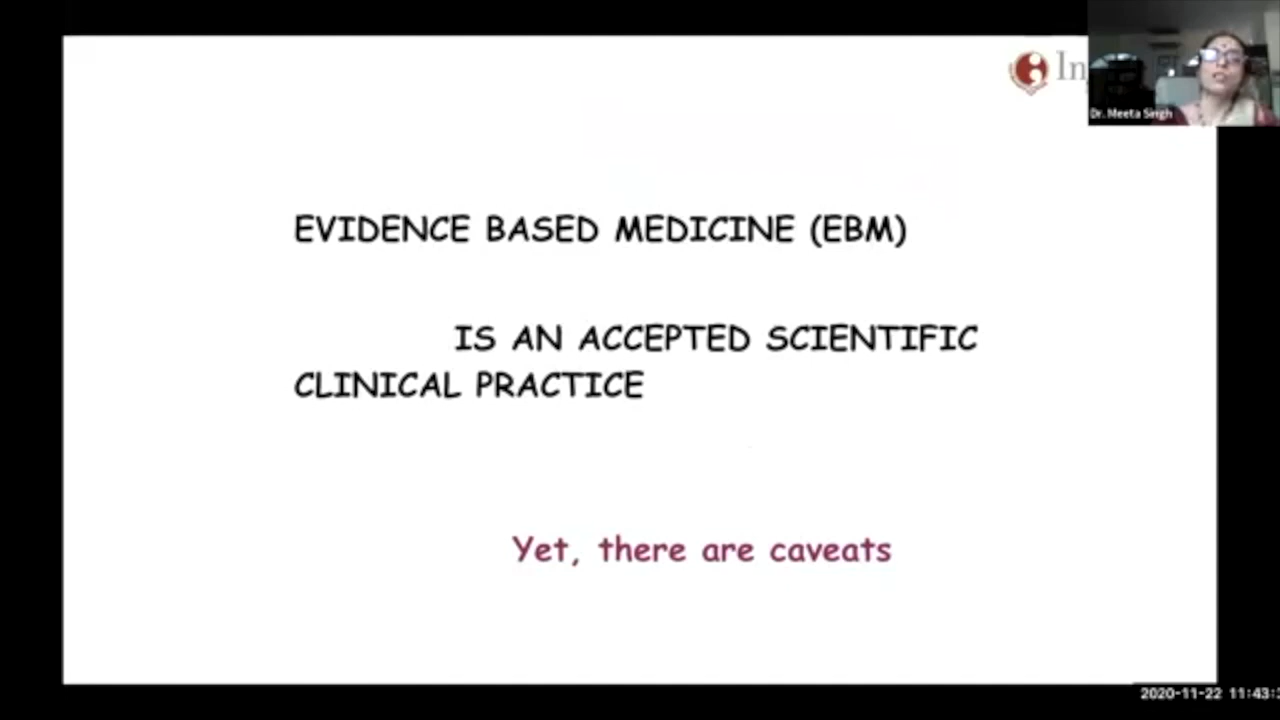 In
Dr. Meeta Singh
EVIDENCE BASED MEDICINE (EBM)
IS AN ACCEPTED SCIENTIFIC
CLINICAL PRACTICE
Yet, there are caveats
2020-11-22 11:43: